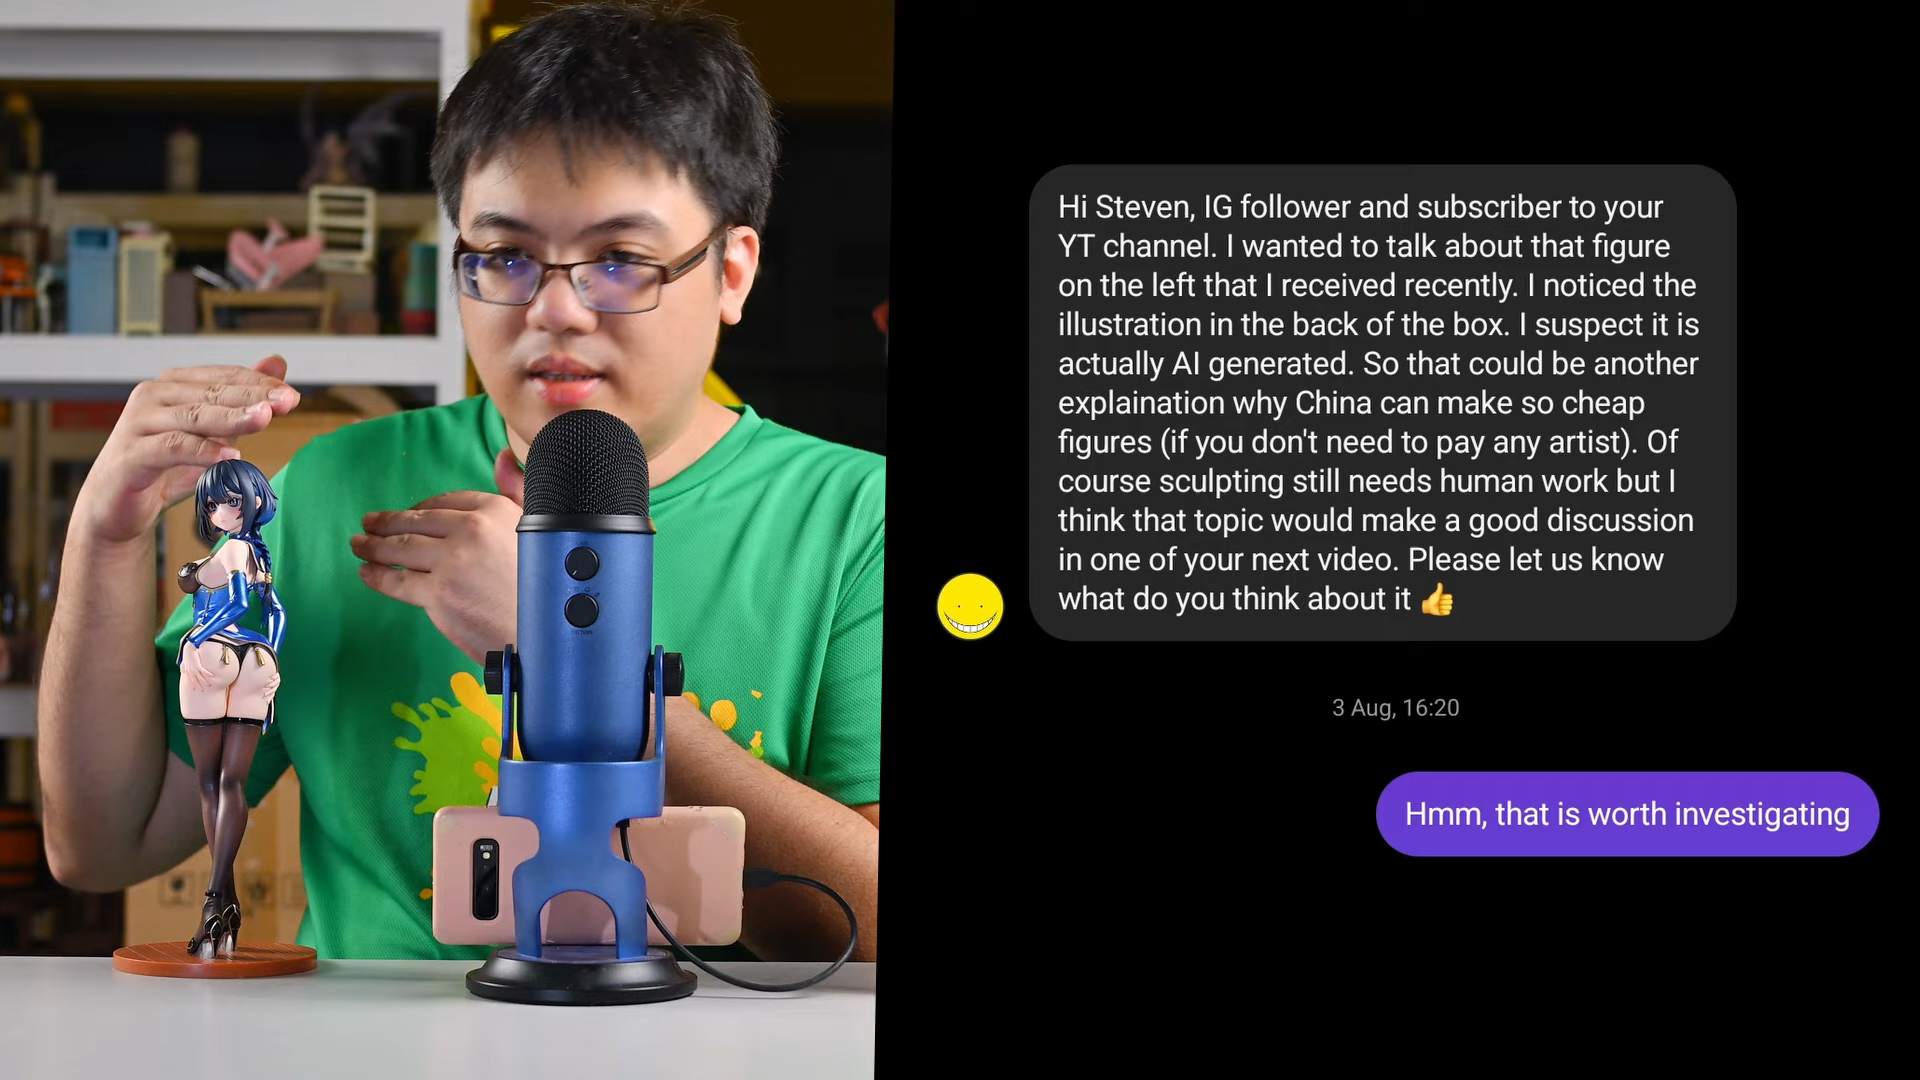 Hi Steven, IG follower and subscriber to your
YT channel. I wanted to talk about that figure
on the left that I received recently. I noticed the
illustration in the back of the box. I suspect it is
actually AI generated. So that could be another
explaination why China can make so cheap
figures (if you don't need to pay any artist). Of
course sculpting still needs human work but I
think that topic would make a good discussion
in one of your next video. Please let us know
what do you think about it 👍
3 Aug, 16:20
Hmm, that is worth investigating